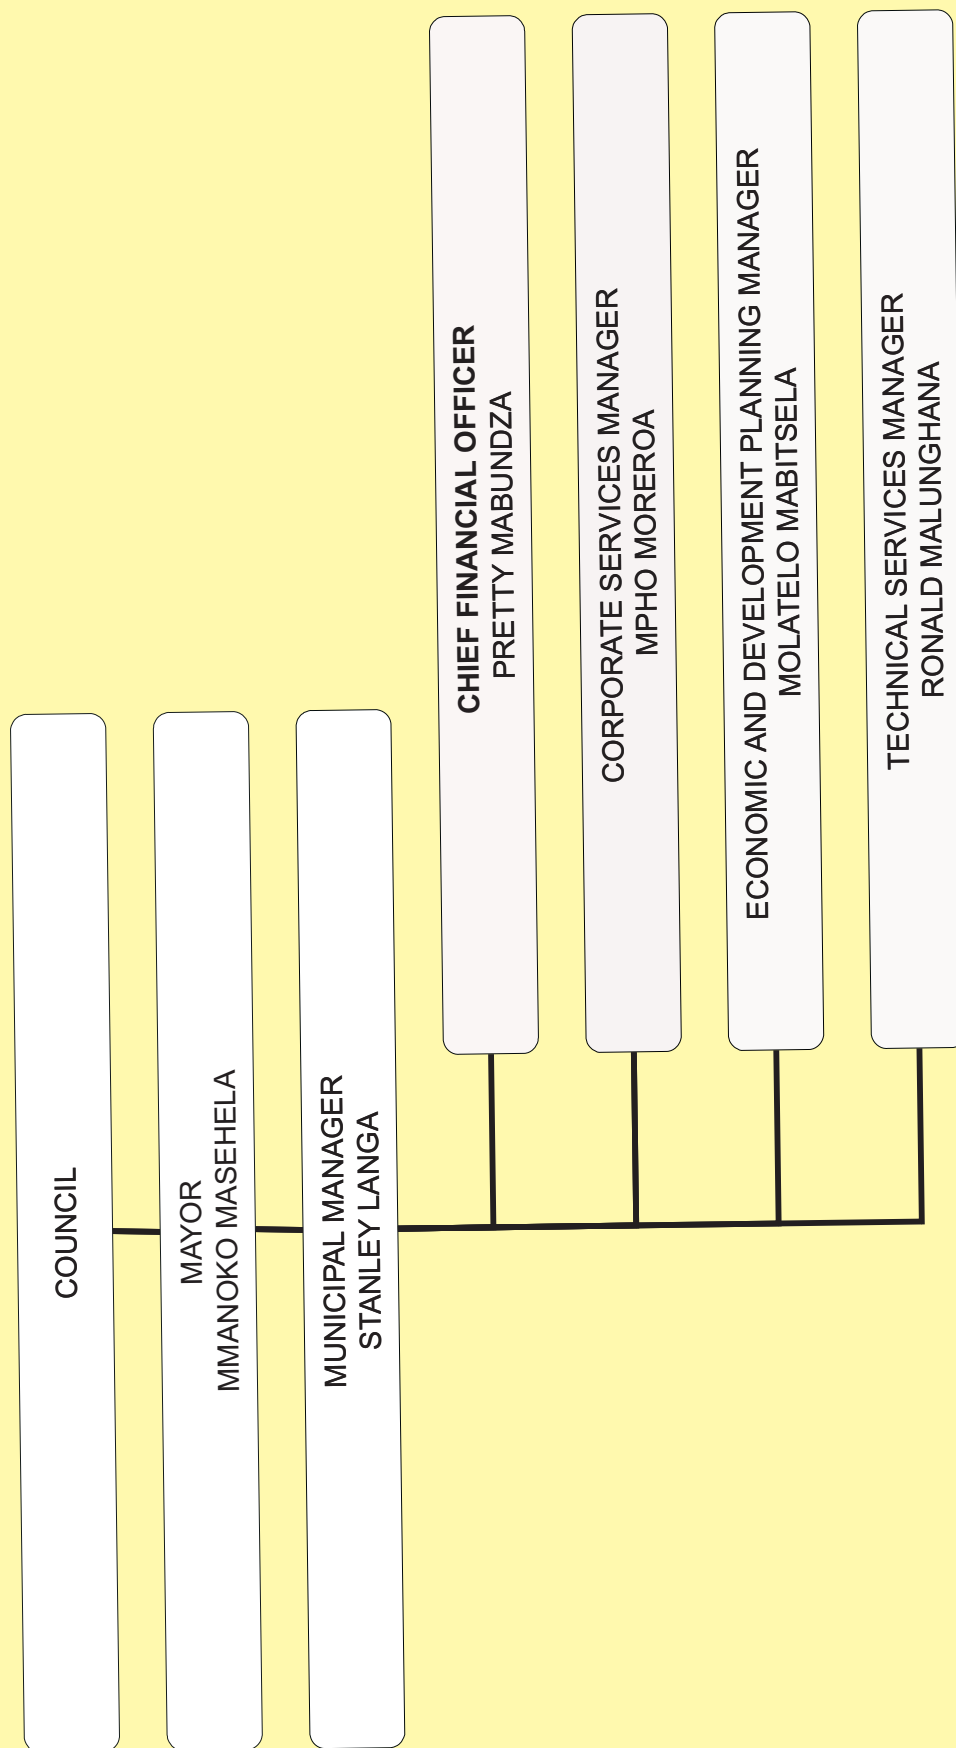 COUNCIL
MAYOR
MMANOKO MASEHELA
MUNICIPAL MANAGER
STANLEY LANGA
CHIEF FINANCIAL OFFICER
PRETTY MABUNDZA
CORPORATE SERVICES MANAGER
MPHO MOREROA
ECONOMIC AND DEVELOPMENT PLANNING MANAGER
MOLATELO MABITSELA
TECHNICAL SERVICES MANAGER
RONALD MALUNGHANA